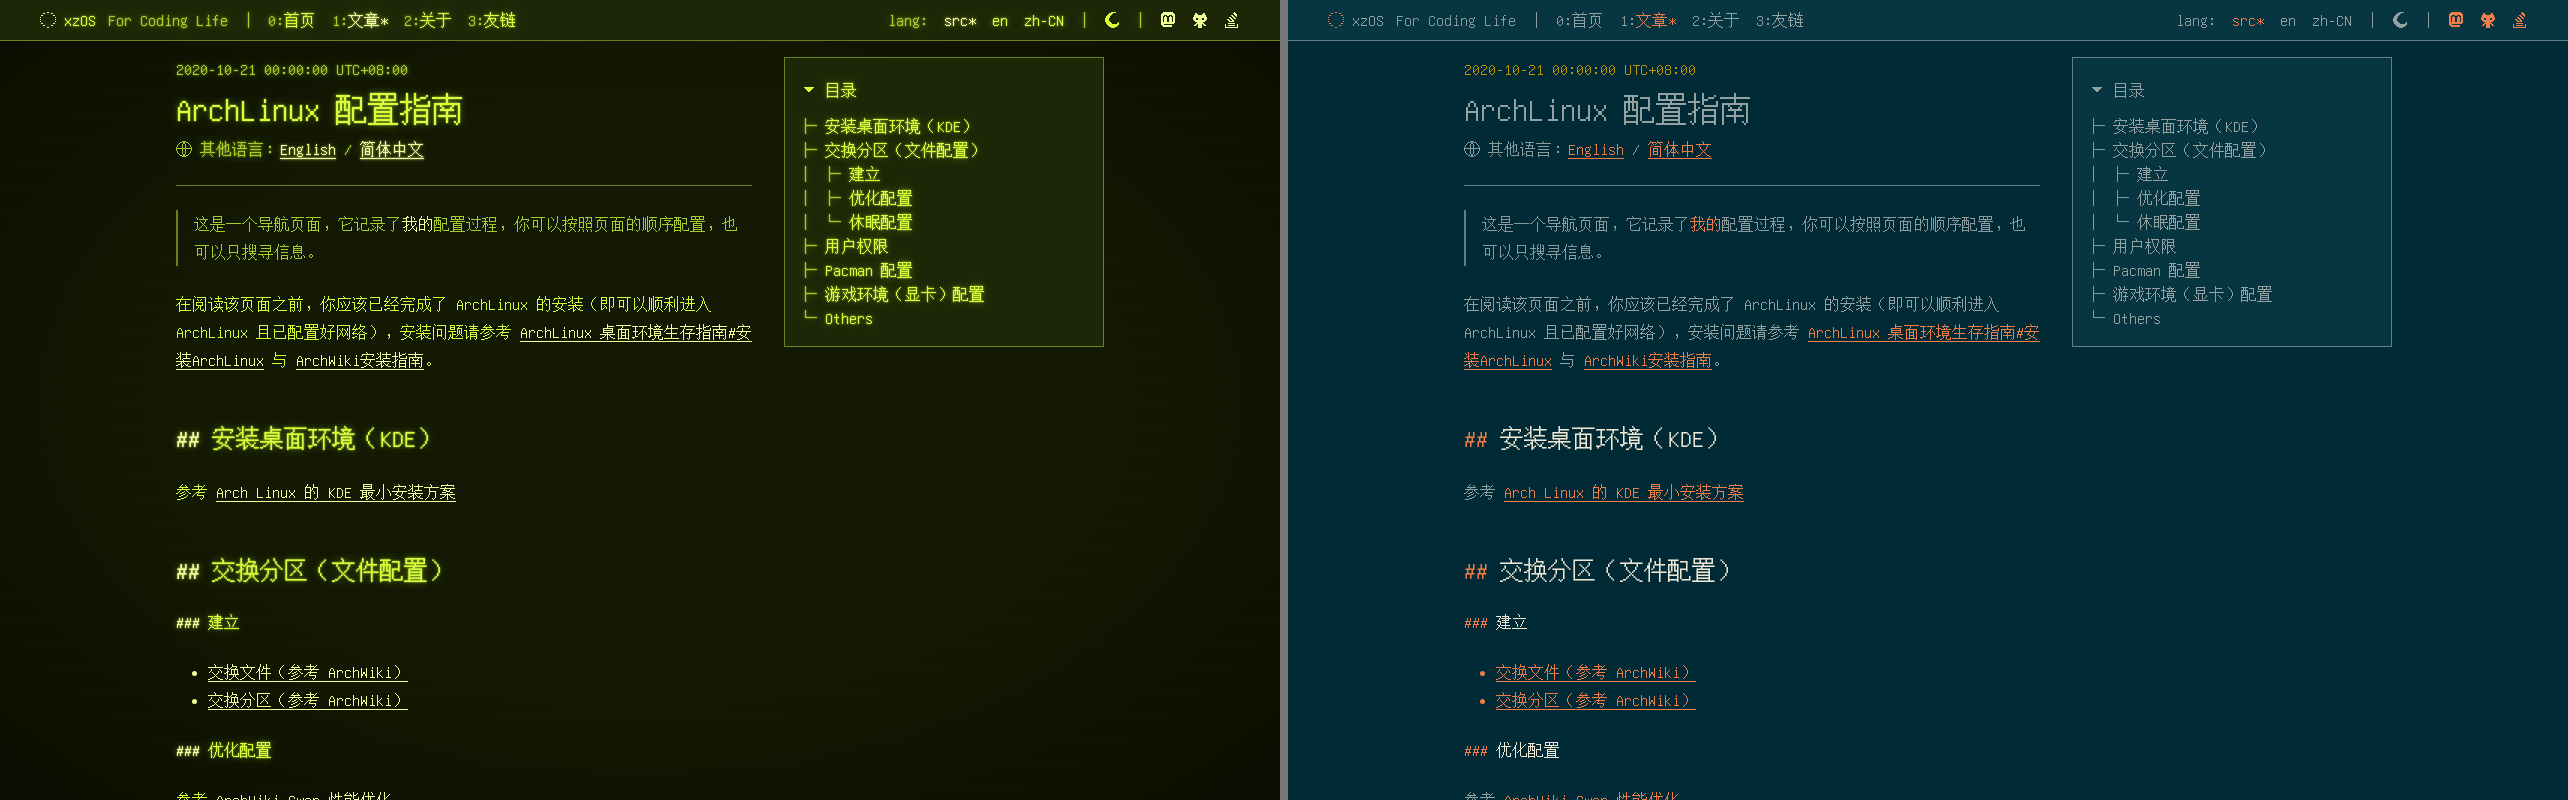 xzOS For Coding Life | 0:首页 1:文章* 2:关于 3:友链 lang: src* en zh-CN | |
2020-10-21 00:00:00 UTC+08:00
ArchLinux 配置指南
其他语言：English / 简体中文
这是一个导航页面，它记录了我的配置过程，你可以按照页面的顺序配置，也
可以只搜寻信息。
在阅读该页面之前，你应该已经完成了 ArchLinux 的安装（即可以顺利进入
ArchLinux 且已配置好网络），安装问题请参考 ArchLinux 桌面环境生存指南#安
装ArchLinux 与 ArchWiki安装指南。
## 安装桌面环境（KDE）
参考 Arch Linux 的 KDE 最小安装方案
## 交换分区（文件配置）
### 建立
• 交换文件（参考 ArchWiki）
• 交换分区（参考 ArchWiki）
### 优化配置
参考 ArchWiki Swap 性能优化
▼ 目录
├─ 安装桌面环境（KDE）
├─ 交换分区（文件配置）
│ ├─ 建立
│ ├─ 优化配置
│ └─ 休眠配置
├─ 用户权限
├─ Pacman 配置
├─ 游戏环境（显卡）配置
└─ Others
xzOS For Coding Life | 0:首页 1:文章* 2:关于 3:友链 lang: src* en zh-CN | |
2020-10-21 00:00:00 UTC+08:00
ArchLinux 配置指南
其他语言：English / 简体中文
这是一个导航页面，它记录了我的配置过程，你可以按照页面的顺序配置，也
可以只搜寻信息。
在阅读该页面之前，你应该已经完成了 ArchLinux 的安装（即可以顺利进入
ArchLinux 且已配置好网络），安装问题请参考 ArchLinux 桌面环境生存指南#安
装ArchLinux 与 ArchWiki安装指南。
## 安装桌面环境（KDE）
参考 Arch Linux 的 KDE 最小安装方案
## 交换分区（文件配置）
### 建立
• 交换文件（参考 ArchWiki）
• 交换分区（参考 ArchWiki）
### 优化配置
参考 ArchWiki Swap 性能优化
▼ 目录
├─ 安装桌面环境（KDE）
├─ 交换分区（文件配置）
│ ├─ 建立
│ ├─ 优化配置
│ └─ 休眠配置
├─ 用户权限
├─ Pacman 配置
├─ 游戏环境（显卡）配置
└─ Others